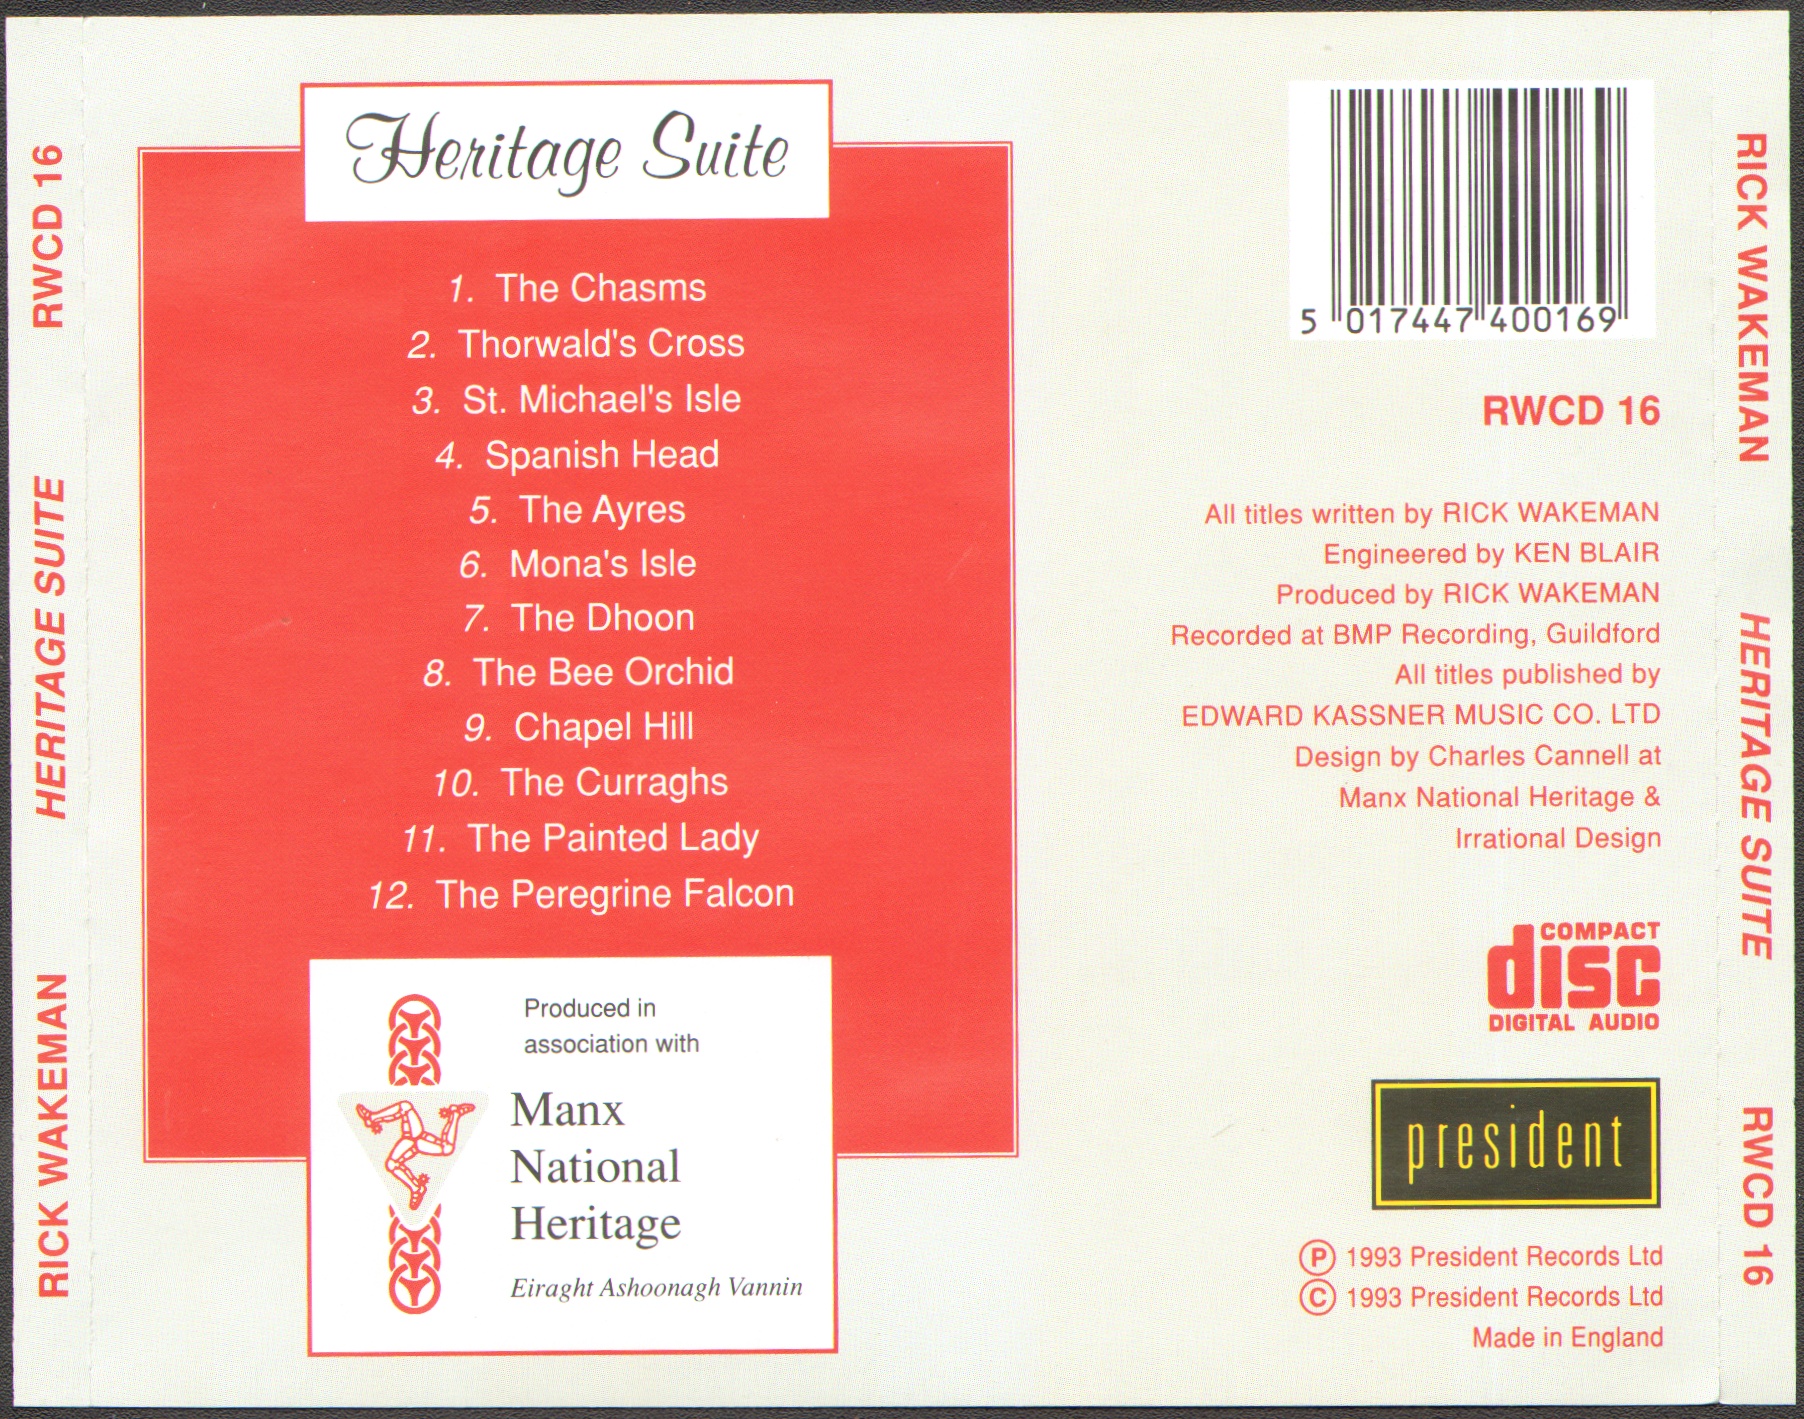 RWCD 16
HERITAGE SUITE
RICK WAKEMAN
Heritage Suite
1. The Chasms
2. Thorwald's Cross
3. St. Michael's Isle
4. Spanish Head
5. The Ayres
6. Mona's Isle
7. The Dhoon
8. The Bee Orchid
9. Chapel Hill
10. The Curraghs
11. The Painted Lady
12. The Peregrine Falcon
Produced in
association with
Manx
National
Heritage
Eiraght Ashoonagh Vannin
5 017447 400169
RWCD 16
All titles written by RICK WAKEMAN
Engineered by KEN BLAIR
Produced by RICK WAKEMAN
Recorded at BMP Recording, Guildford
All titles published by
EDWARD KASSNER MUSIC CO. LTD
Design by Charles Cannell at
Manx National Heritage &
Irrational Design
COMPACT
disc
DIGITAL AUDIO
president
Ⓟ 1993 President Records Ltd
Ⓒ 1993 President Records Ltd
Made in England
RICK WAKEMAN
HERITAGE SUITE
RWCD 16